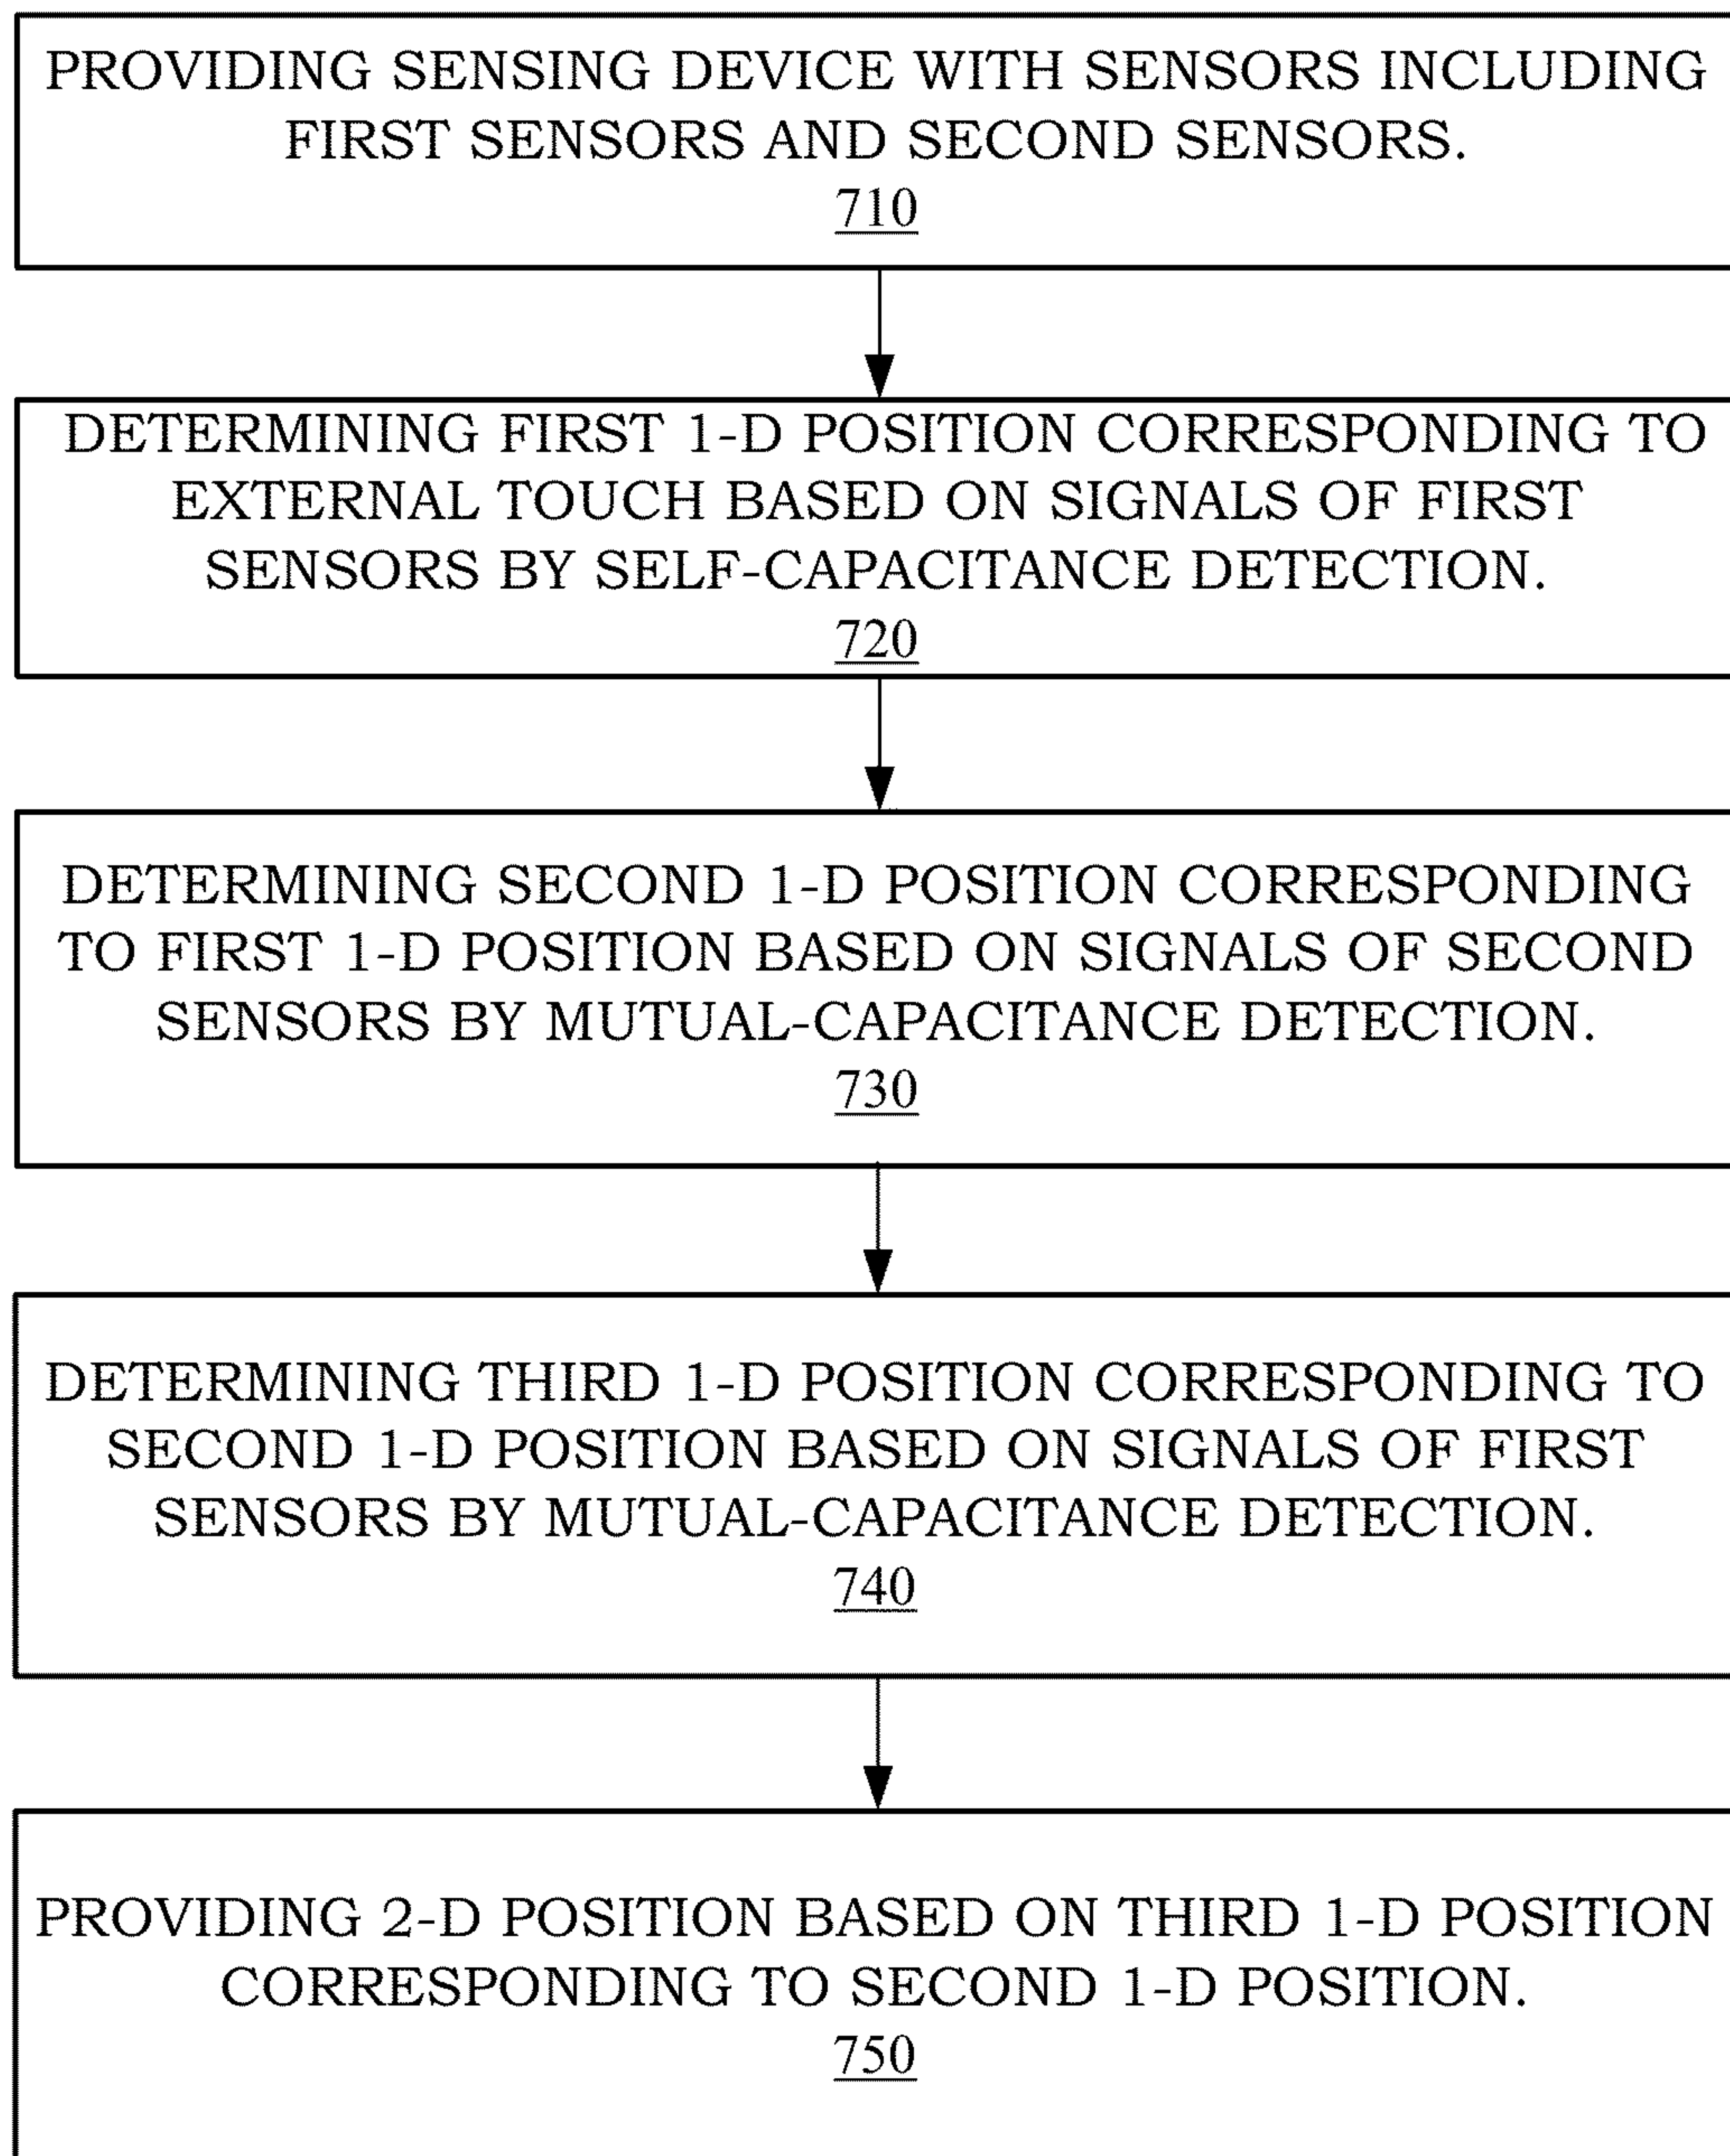 PROVIDING SENSING DEVICE WITH SENSORS INCLUDING
FIRST SENSORS AND SECOND SENSORS.
710
DETERMINING FIRST 1-D POSITION CORRESPONDING TO
EXTERNAL TOUCH BASED ON SIGNALS OF FIRST
SENSORS BY SELF-CAPACITANCE DETECTION.
720
DETERMINING SECOND 1-D POSITION CORRESPONDING
TO FIRST 1-D POSITION BASED ON SIGNALS OF SECOND
SENSORS BY MUTUAL-CAPACITANCE DETECTION.
730
DETERMINING THIRD 1-D POSITION CORRESPONDING TO
SECOND 1-D POSITION BASED ON SIGNALS OF FIRST
SENSORS BY MUTUAL-CAPACITANCE DETECTION.
740
PROVIDING 2-D POSITION BASED ON THIRD 1-D POSITION
CORRESPONDING TO SECOND 1-D POSITION.
750